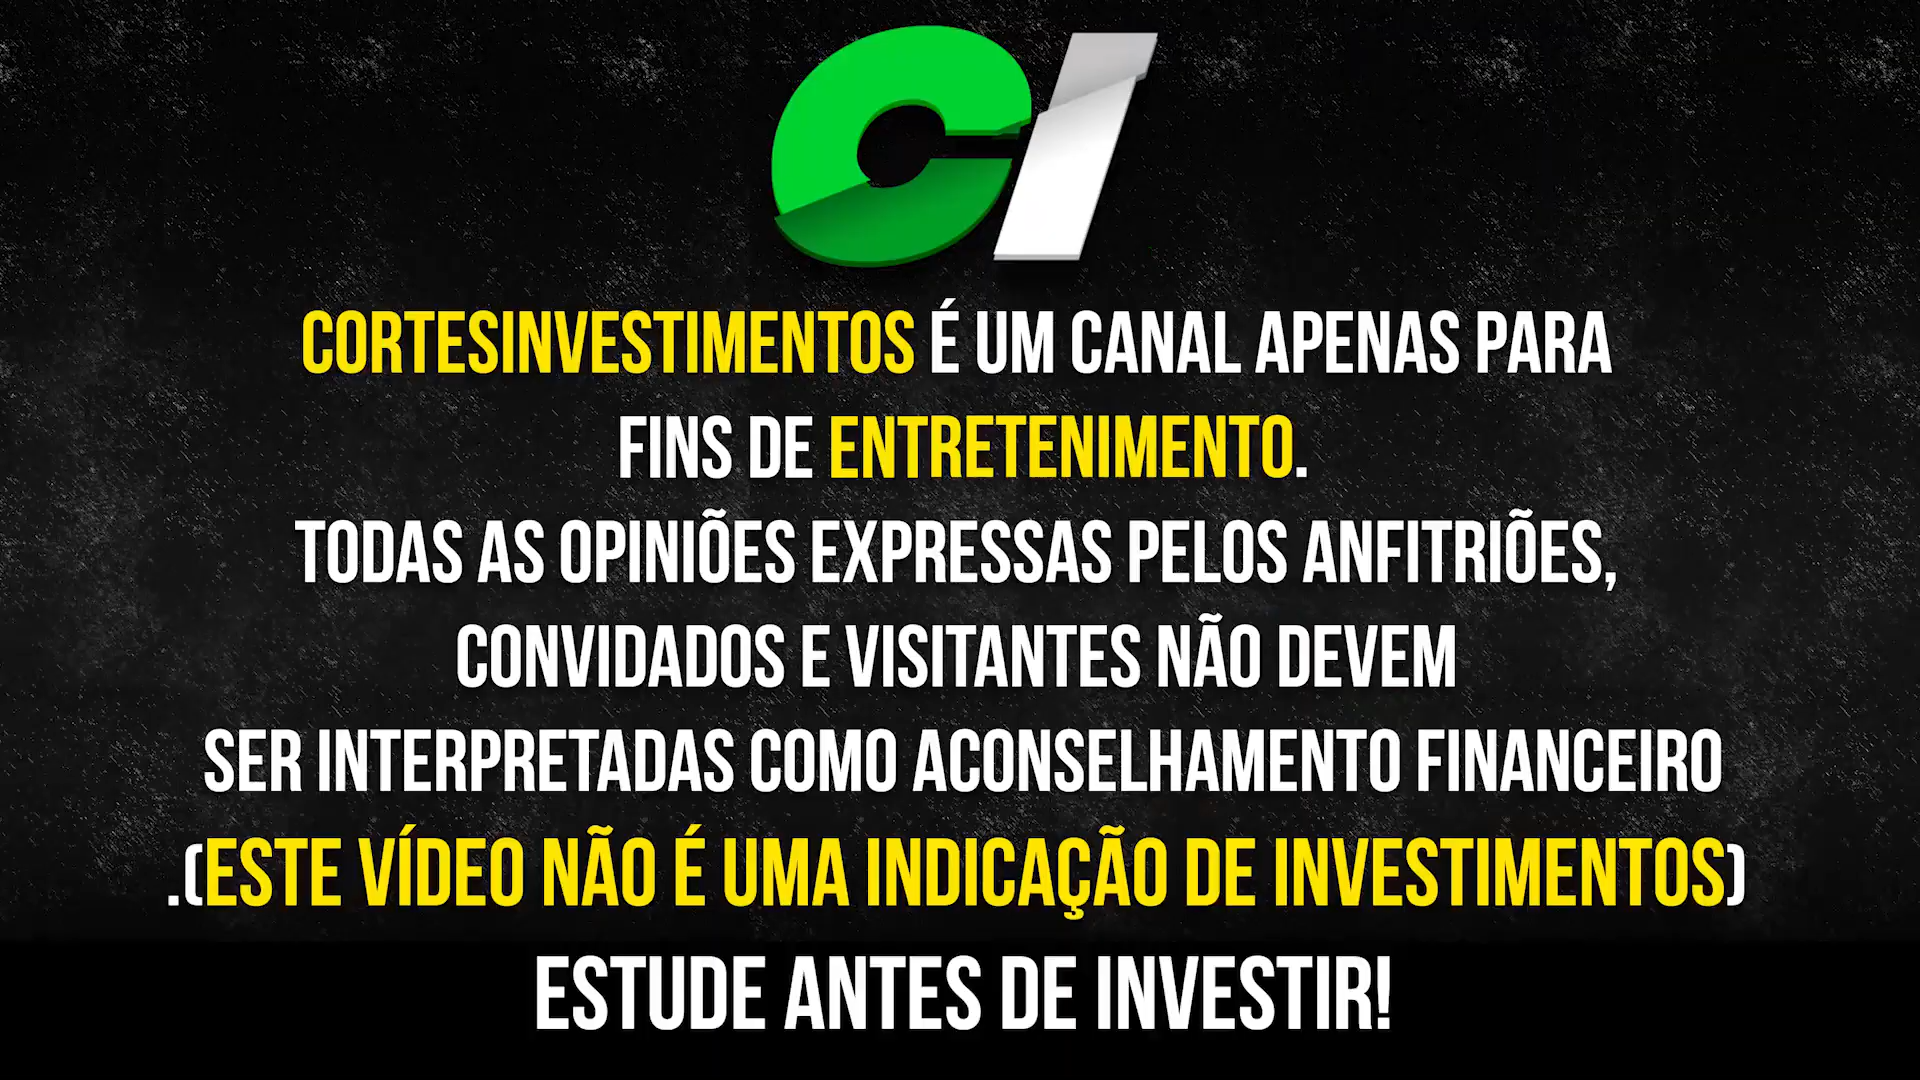 CI
CORTESINVESTIMENTOS É UM CANAL APENAS PARA
FINS DE ENTRETENIMENTO.
TODAS AS OPINIÕES EXPRESSAS PELOS ANFITRIÕES,
CONVIDADOS E VISITANTES NÃO DEVEM
SER INTERPRETADAS COMO ACONSELHAMENTO FINANCEIRO
.(ESTE VÍDEO NÃO É UMA INDICAÇÃO DE INVESTIMENTOS)
ESTUDE ANTES DE INVESTIR!